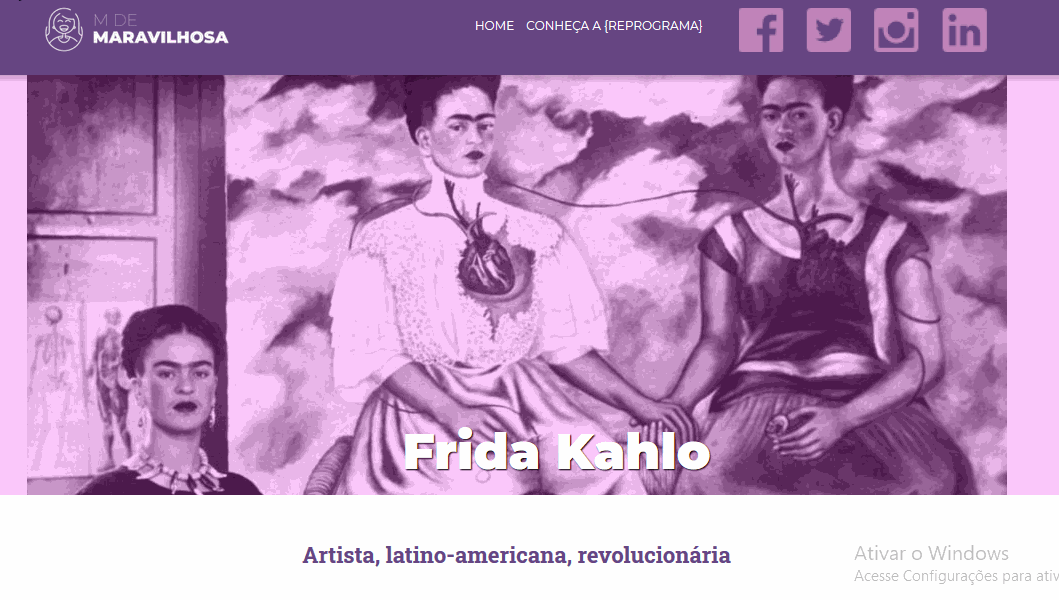 M DE
MARAVILHOSA
HOME CONHEÇA A {REPROGRAMA}
Frida Kahlo
Artista, latino-americana, revolucionária
Ativar o Windows
Acesse Configurações para ativ